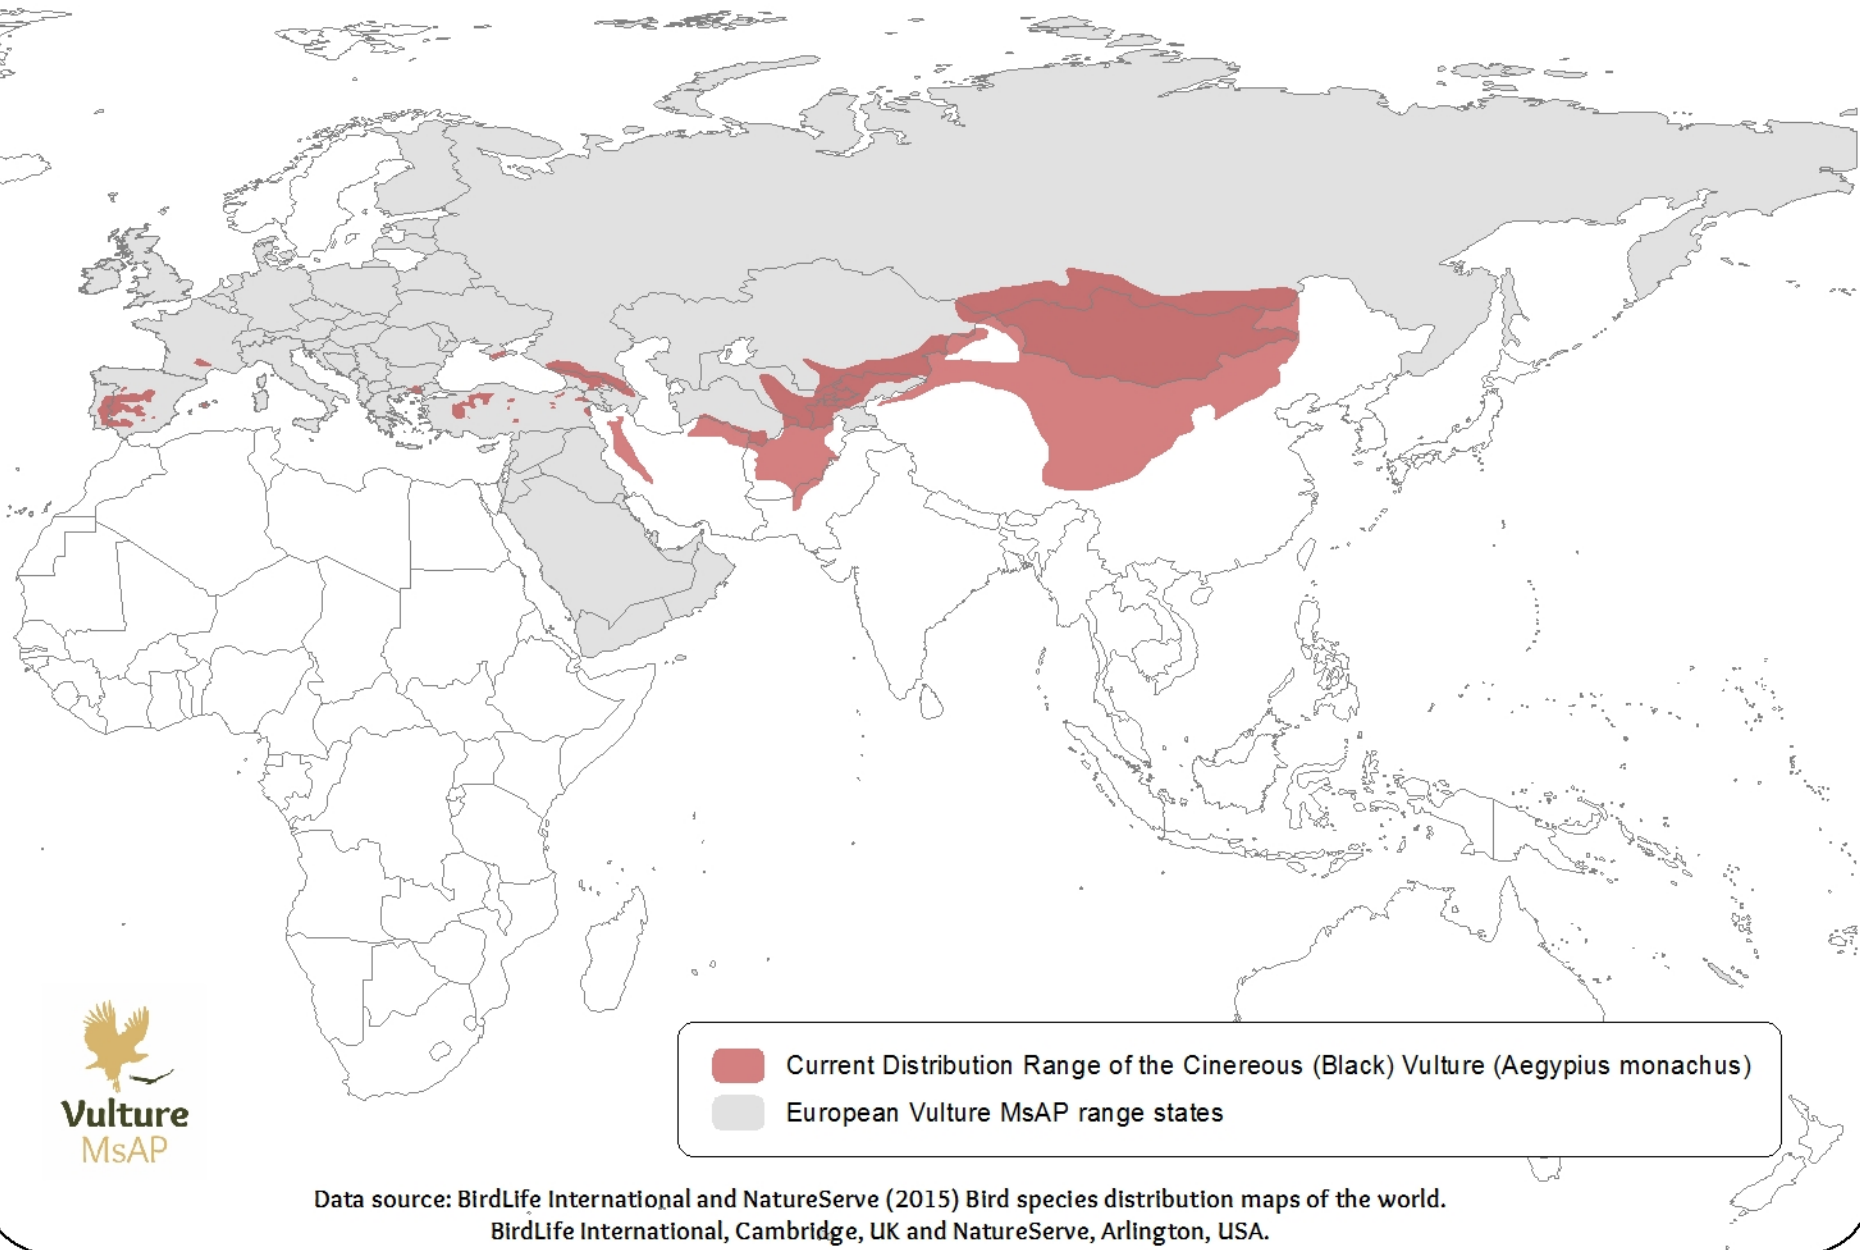 Current Distribution Range of the Cinereous (Black) Vulture (Aegypius monachus)
European Vulture MsAP range states
Vulture
MsAP
Data source: BirdLife International and NatureServe (2015) Bird species distribution maps of the world.
BirdLife International, Cambridge, UK and NatureServe, Arlington, USA.